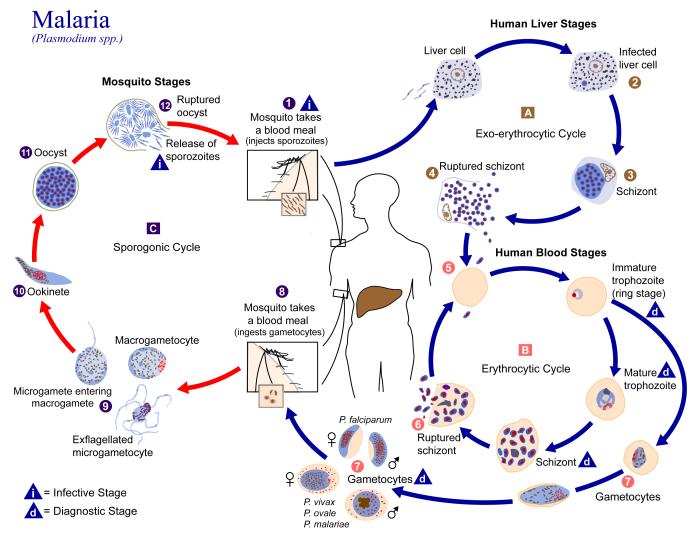 Malaria
(Plasmodium spp.)
Human Liver Stages
Liver cell
Infected
liver cell
2
A
Exo-erythrocytic Cycle
4
Ruptured schizont
3
Schizont
Mosquito Stages
12
Ruptured
oocyst
1
i
Mosquito takes
a blood meal
(injects sporozoites)
Release of
sporozoites
i
11
Oocyst
C
Sporogonic Cycle
10
Ookinete
8
Mosquito takes
a blood meal
(ingests gametocytes)
Macrogametocyte
Microgamete entering
macrogamete
9
Exflagellated
microgametocyte
Human Blood Stages
5
Immature
trophozoite
(ring stage)
d
B
Erythrocytic Cycle
Mature
trophozoite
d
6
Ruptured
schizont
Schizont
d
7
Gametocytes
P. falciparum
♀
7
♂
Gametocytes
d
♀
P. vivax
P. ovale
P. malariae
♂
i
= Infective Stage
d
= Diagnostic Stage